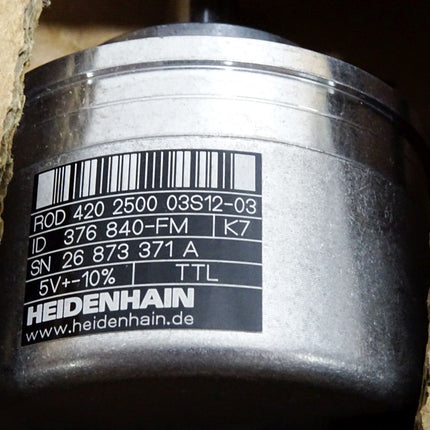 ROD 420 2500 03S12-03
ID 376 840-FM K7
SN 26 873 371 A
5V+-10% TTL
HEIDENHAIN
www.heidenhain.de